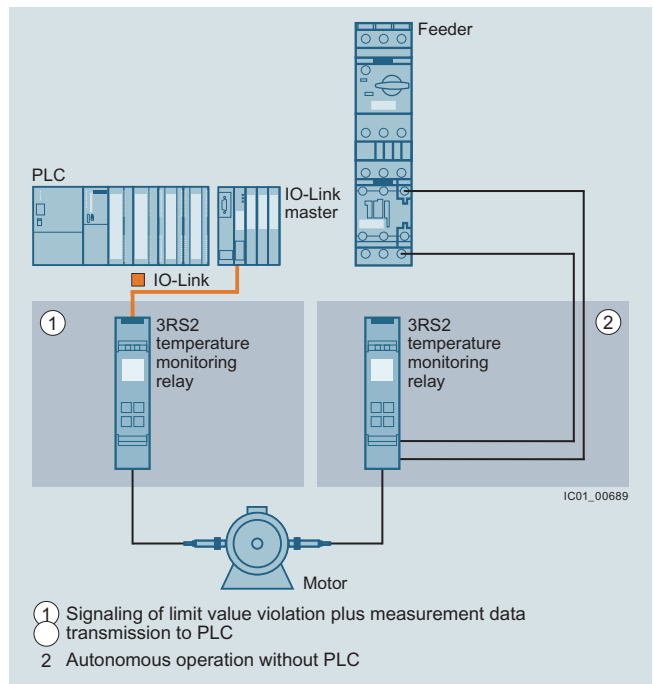 Feeder
PLC
IO-Link
master
IO-Link
1
3RS2
temperature
monitoring
relay
2
3RS2
temperature
monitoring
relay
IC01_00689
Motor
1 Signaling of limit value violation plus measurement data
transmission to PLC
2 Autonomous operation without PLC